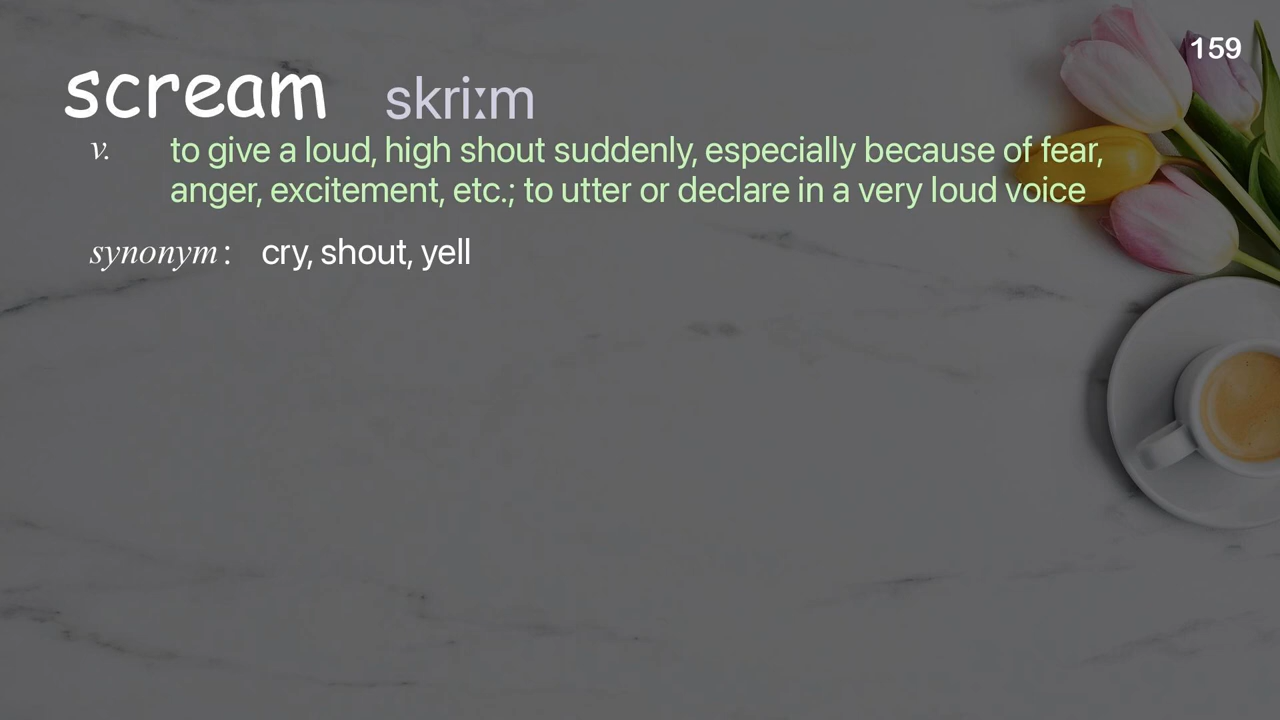 159
scream skriːm
v. to give a loud, high shout suddenly, especially because of fear,
anger, excitement, etc.; to utter or declare in a very loud voice
synonym : cry, shout, yell